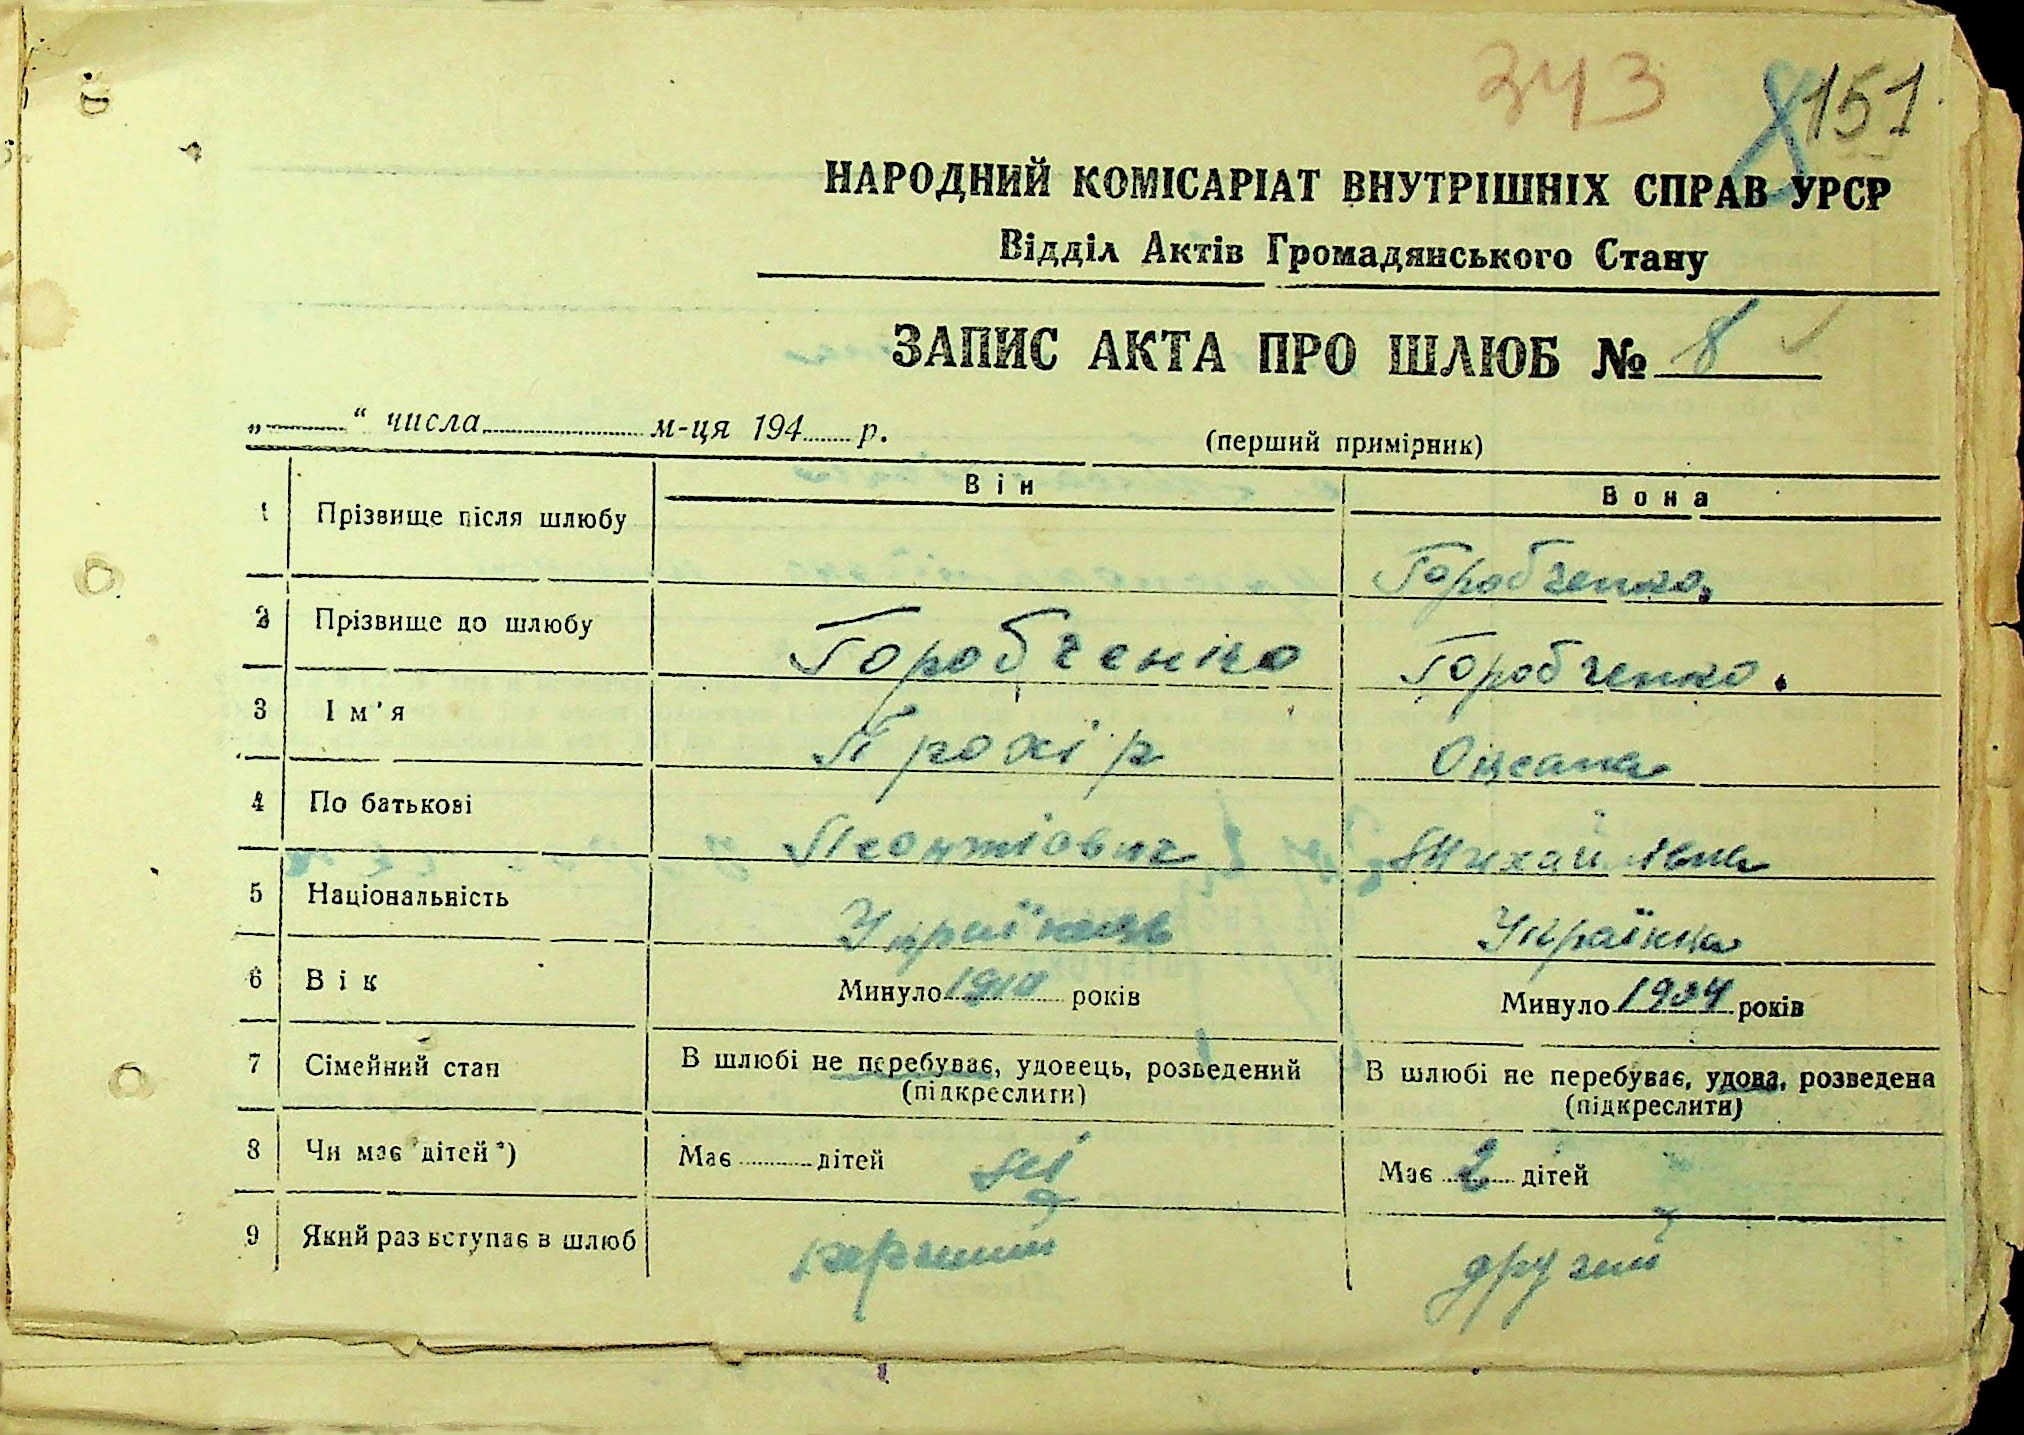 343 151
НАРОДНИЙ КОМІСАРІАТ ВНУТРІШНІХ СПРАВ УРСР
Відділ Актів Громадянського Стану
ЗАПИС АКТА ПРО ШЛЮБ № 8
„ “ числа м-ця 194 р.
(перший примірник)
Він Вона
1 Прізвище після шлюбу Горобченко.
2 Прізвище до шлюбу Горобченко Горобченко.
3 Ім'я Прохір Оксана
4 По батькові Леонтіович Михайлівна
5 Національність Українець Українка
6 Вік Минуло 1910 років Минуло років
7 Сімейний стан В шлюбі не перебуває, удовець, розведений (підкреслити) В шлюбі не перебуває, удова, розведена (підкреслити)
8 Чи має дітей *) Має дітей Має 2 дітей
9 Який раз вступає в шлюб перший другий